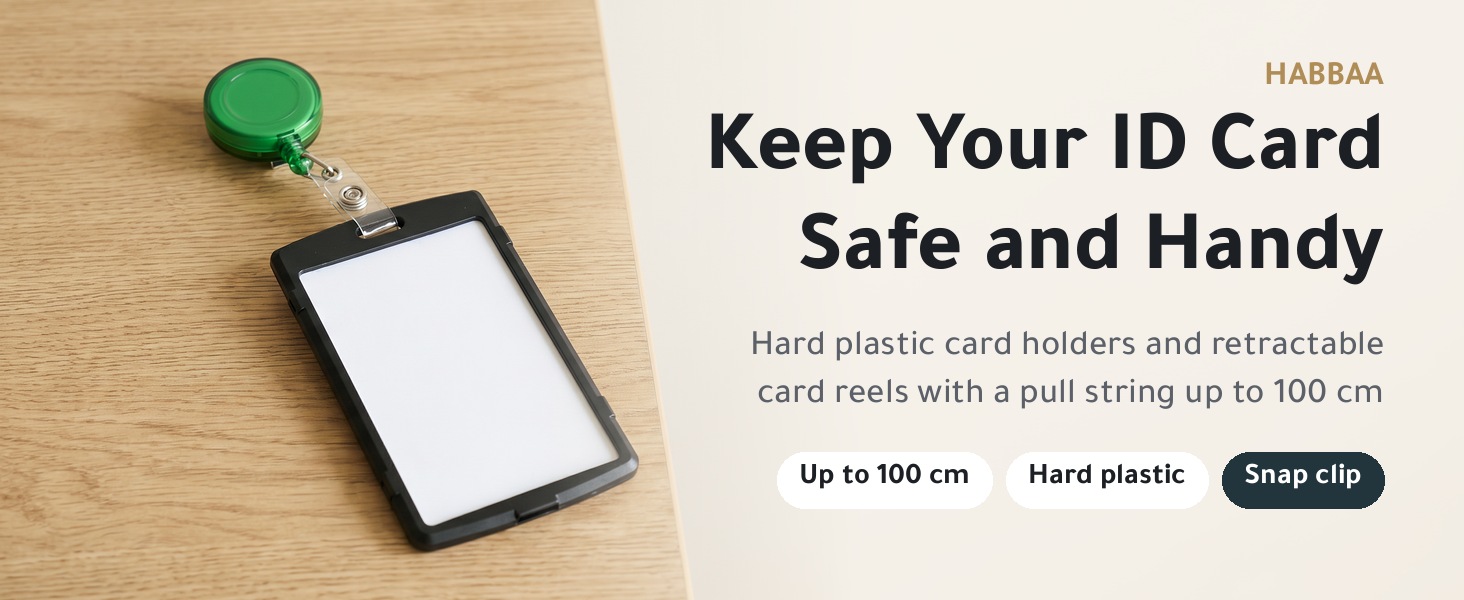 HABBAA
Keep Your ID Card
Safe and Handy
Hard plastic card holders and retractable
card reels with a pull string up to 100 cm
Up to 100 cm
Hard plastic
Snap clip